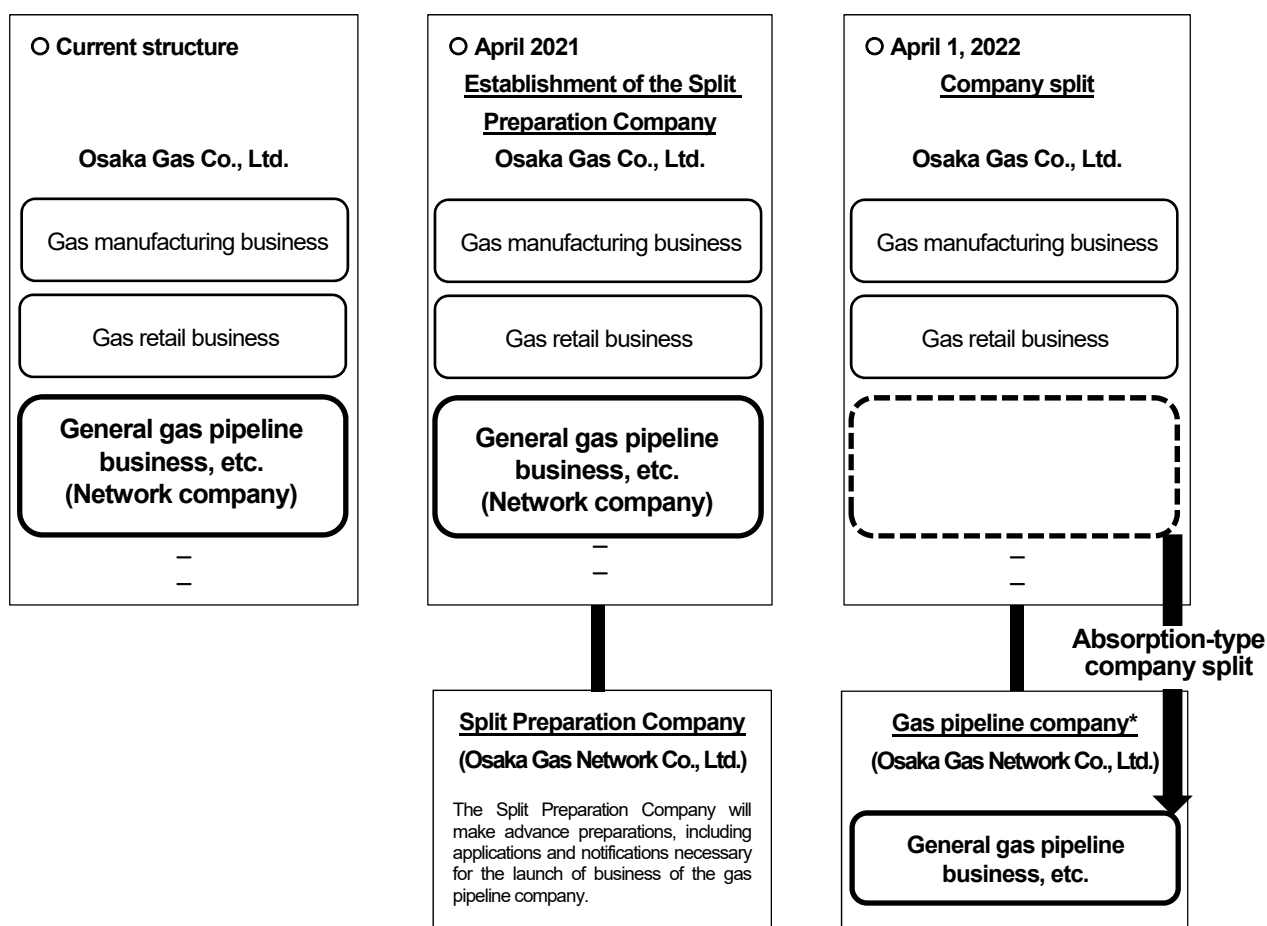 ○ Current structure
Osaka Gas Co., Ltd.
Gas manufacturing business
Gas retail business
General gas pipeline
business, etc.
(Network company)
–
–
○ April 2021
Establishment of the Split
Preparation Company
Osaka Gas Co., Ltd.
Gas manufacturing business
Gas retail business
General gas pipeline
business, etc.
(Network company)
–
–
Split Preparation Company
(Osaka Gas Network Co., Ltd.)
The Split Preparation Company will
make advance preparations, including
applications and notifications necessary
for the launch of business of the gas
pipeline company.
○ April 1, 2022
Company split
Osaka Gas Co., Ltd.
Gas manufacturing business
Gas retail business
–
–
Absorption-type
company split
Gas pipeline company*
(Osaka Gas Network Co., Ltd.)
General gas pipeline
business, etc.